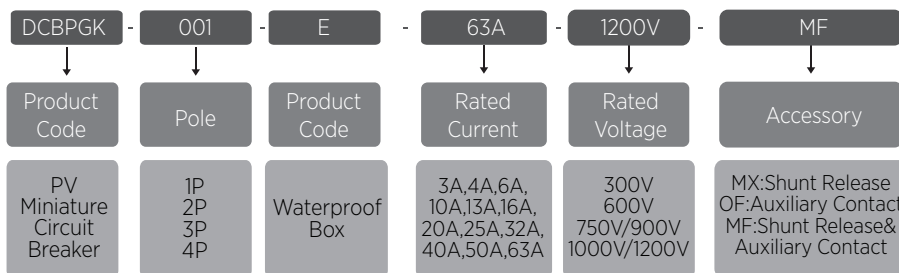 DCBPGK - 001 - E - 63A - 1200V - MF
Product
Code
Pole
Product
Code
Rated
Current
Rated
Voltage
Accessory
PV
Miniature
Circuit
Breaker
1P
2P
3P
4P
Waterproof
Box
3A,4A,6A,
10A,13A,16A,
20A,25A,32A,
40A,50A,63A
300V
600V
750V/900V
1000V/1200V
MX:Shunt Release
OF:Auxiliary Contact
MF:Shunt Release&
Auxiliary Contact